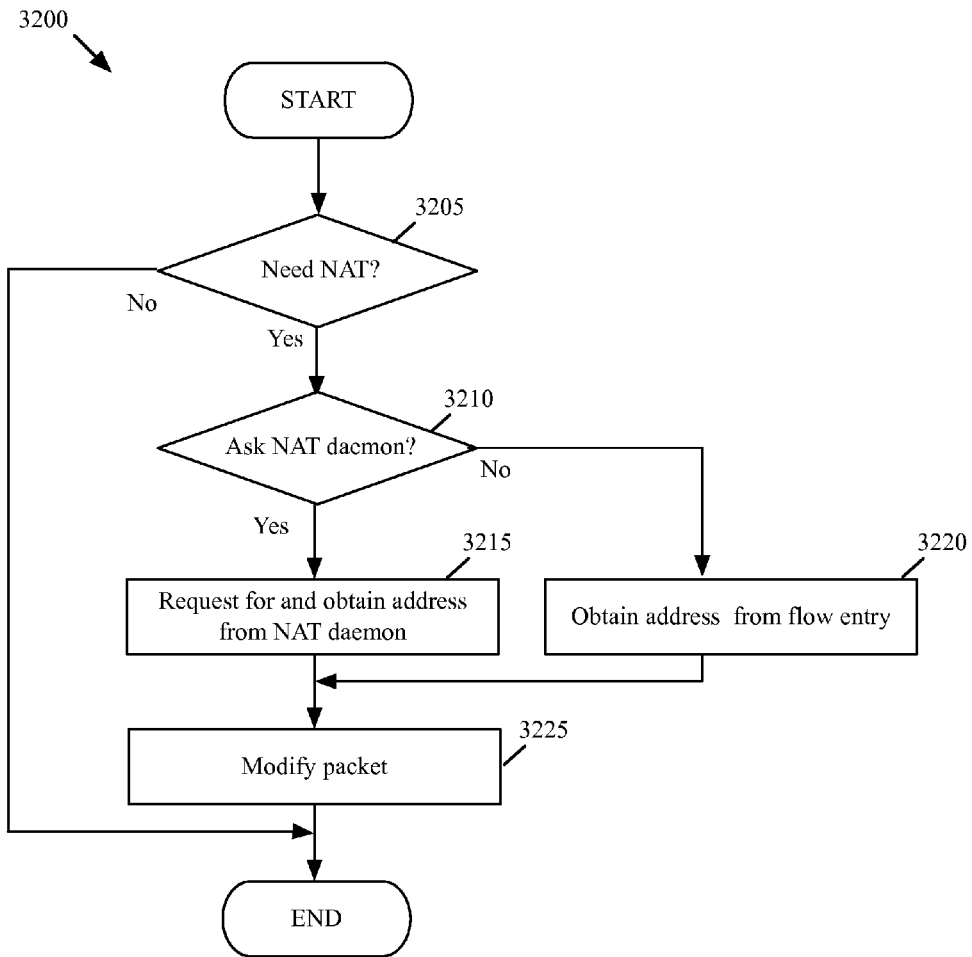 3200
START
3205
Need NAT?
No
Yes
3210
Ask NAT daemon?
No
Yes
3215
3220
Request for and obtain address
from NAT daemon
Obtain address from flow entry
3225
Modify packet
END